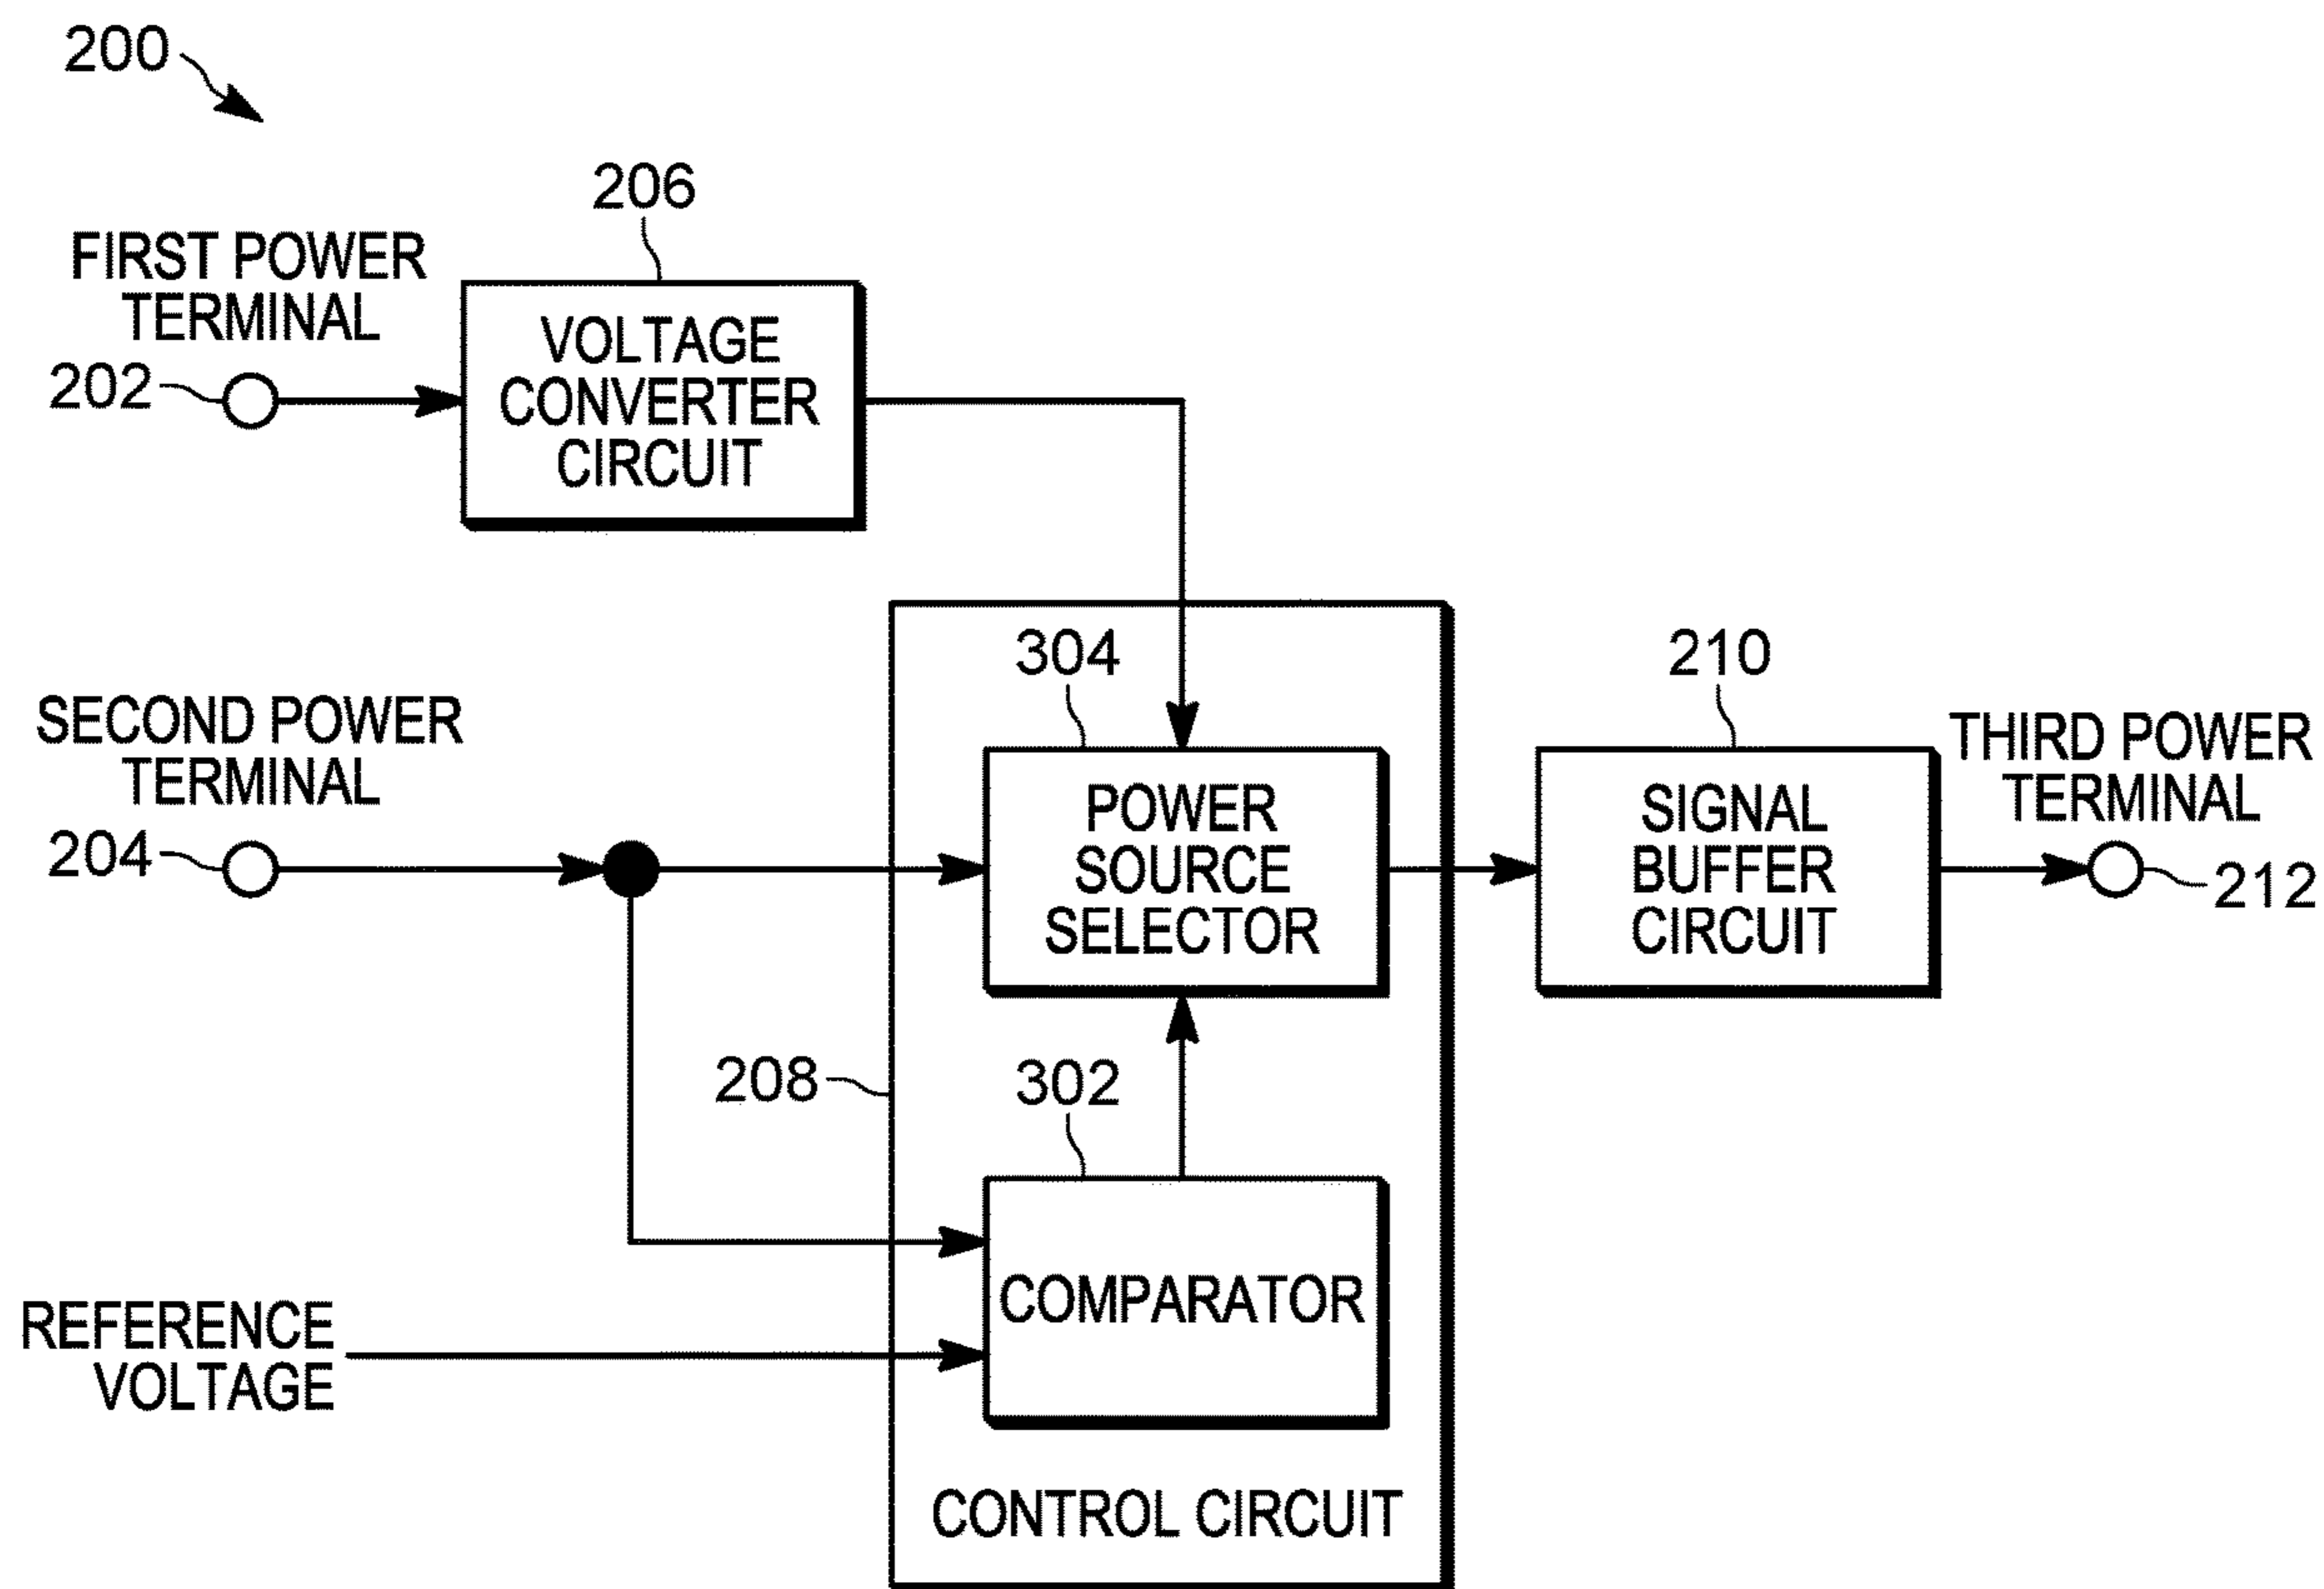 200
206
FIRST POWER
TERMINAL
202
VOLTAGE
CONVERTER
CIRCUIT
304
210
SECOND POWER
TERMINAL
204
POWER
SOURCE
SELECTOR
SIGNAL
BUFFER
CIRCUIT
THIRD POWER
TERMINAL
212
208
302
COMPARATOR
REFERENCE
VOLTAGE
CONTROL CIRCUIT